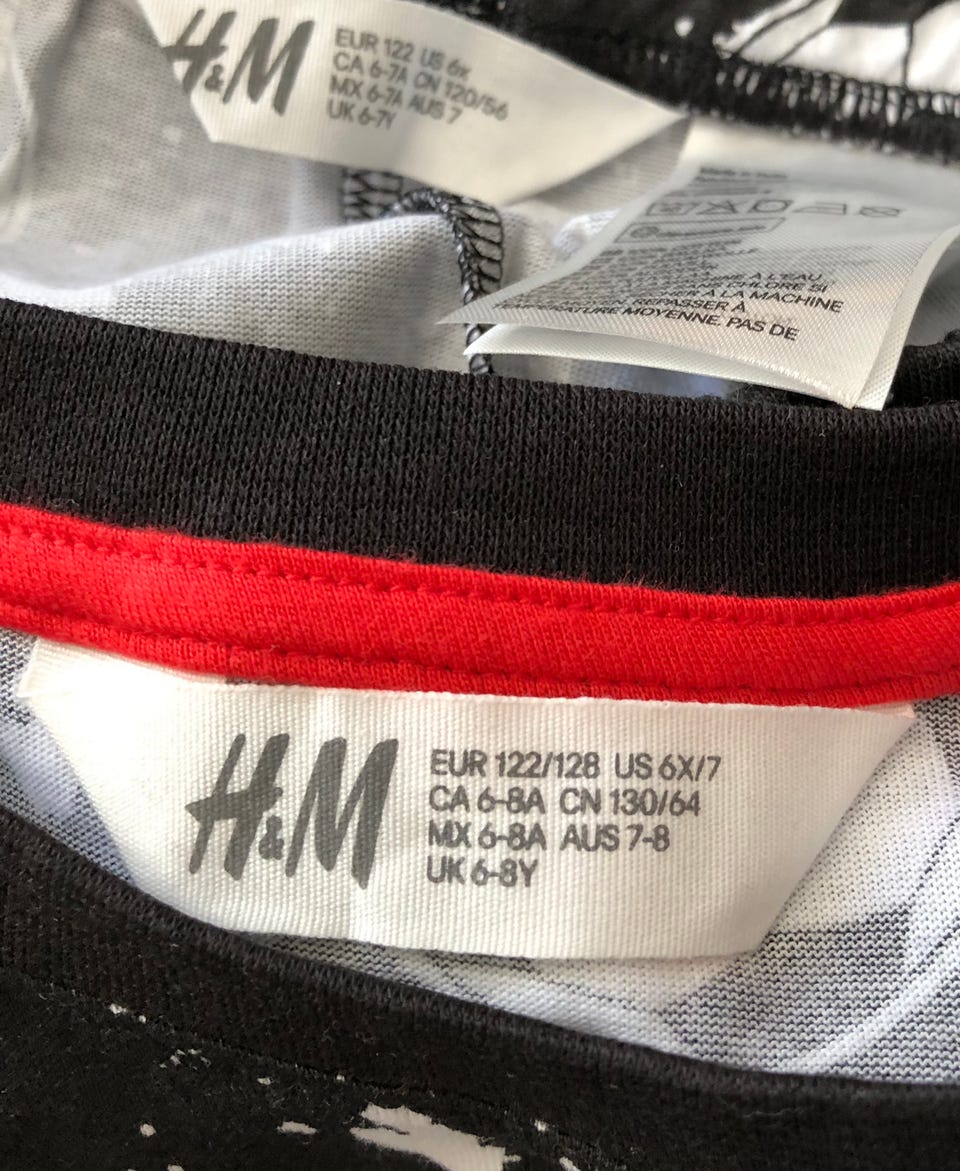 H&M
EUR 122 US 6x
CA 6-7A CN 120/56
MX 6-7A AUS 7
UK 6-7Y
À L'EAU
CHLORE SI
À LA MACHINE
REPASSER À
TEMPÉRATURE MOYENNE, PAS DE
H&M
EUR 122/128 US 6X/7
CA 6-8A CN 130/64
MX 6-8A AUS 7-8
UK 6-8Y